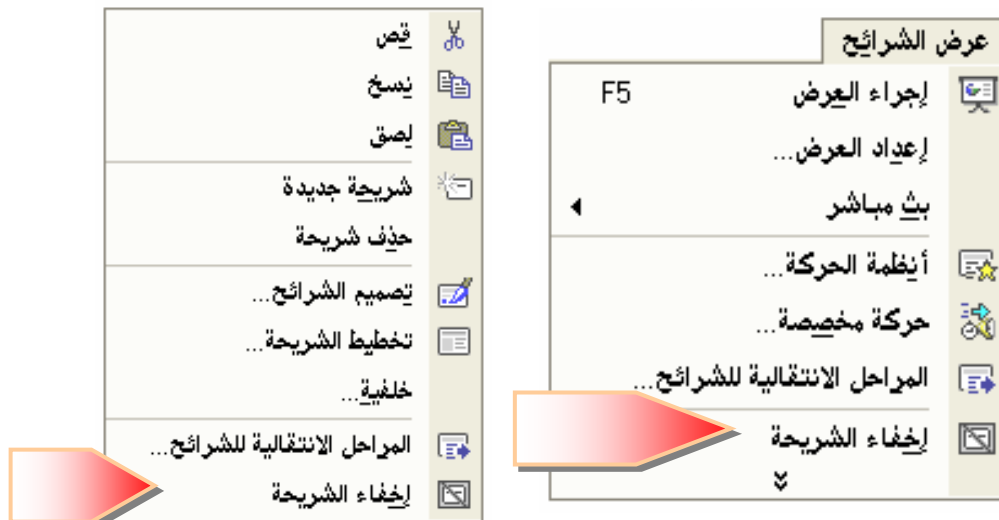 عرض الشرائح
إجراء العرض F5
إعداد العرض...
بث مباشر
أنظمة الحركة...
حركة مخصصة...
المراحل الانتقالية للشرائح...
إخفاء الشريحة
قص
نسخ
لصق
شريحة جديدة
حذف شريحة
تصميم الشرائح...
تخطيط الشريحة...
خلفية...
المراحل الانتقالية للشرائح...
إخفاء الشريحة